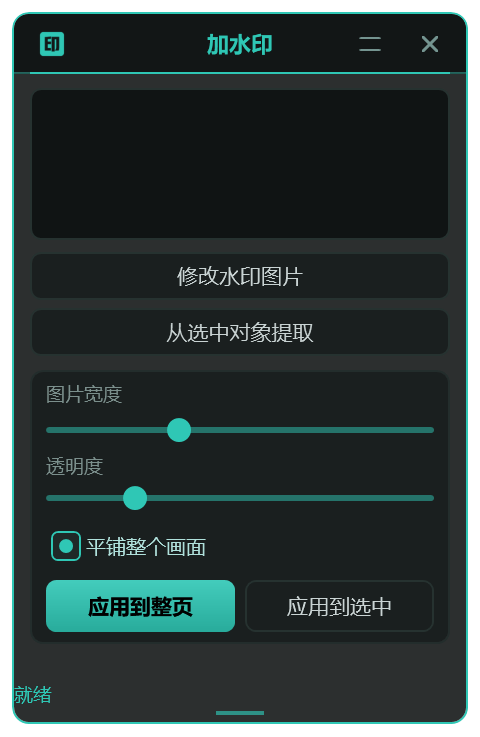 印
加水印
修改水印图片
从选中对象提取
图片宽度
透明度
平铺整个画面
应用到整页
应用到选中
就绪